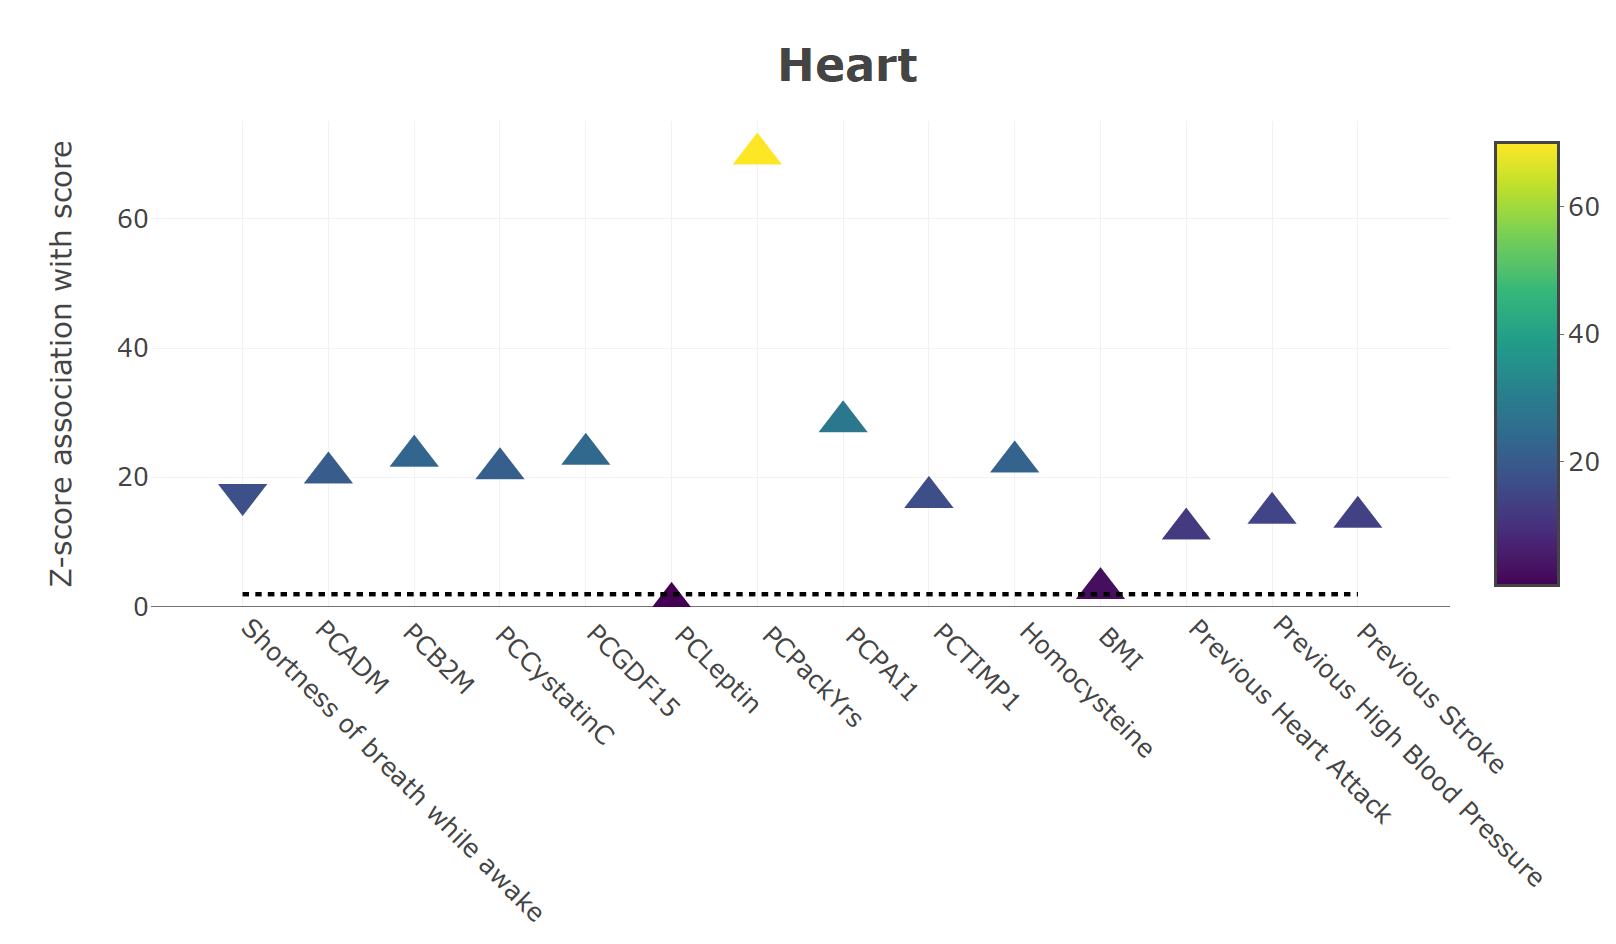 Heart
Z-score association with score
60
40
20
0
Shortness of breath while awake
PCADM
PCB2M
PCCystatinC
PCGDF15
PCLeptin
PCPackYrs
PCPAI1
PCTIMP1
Homocysteine
BMI
Previous Heart Attack
Previous High Blood Pressure
Previous Stroke
60
40
20